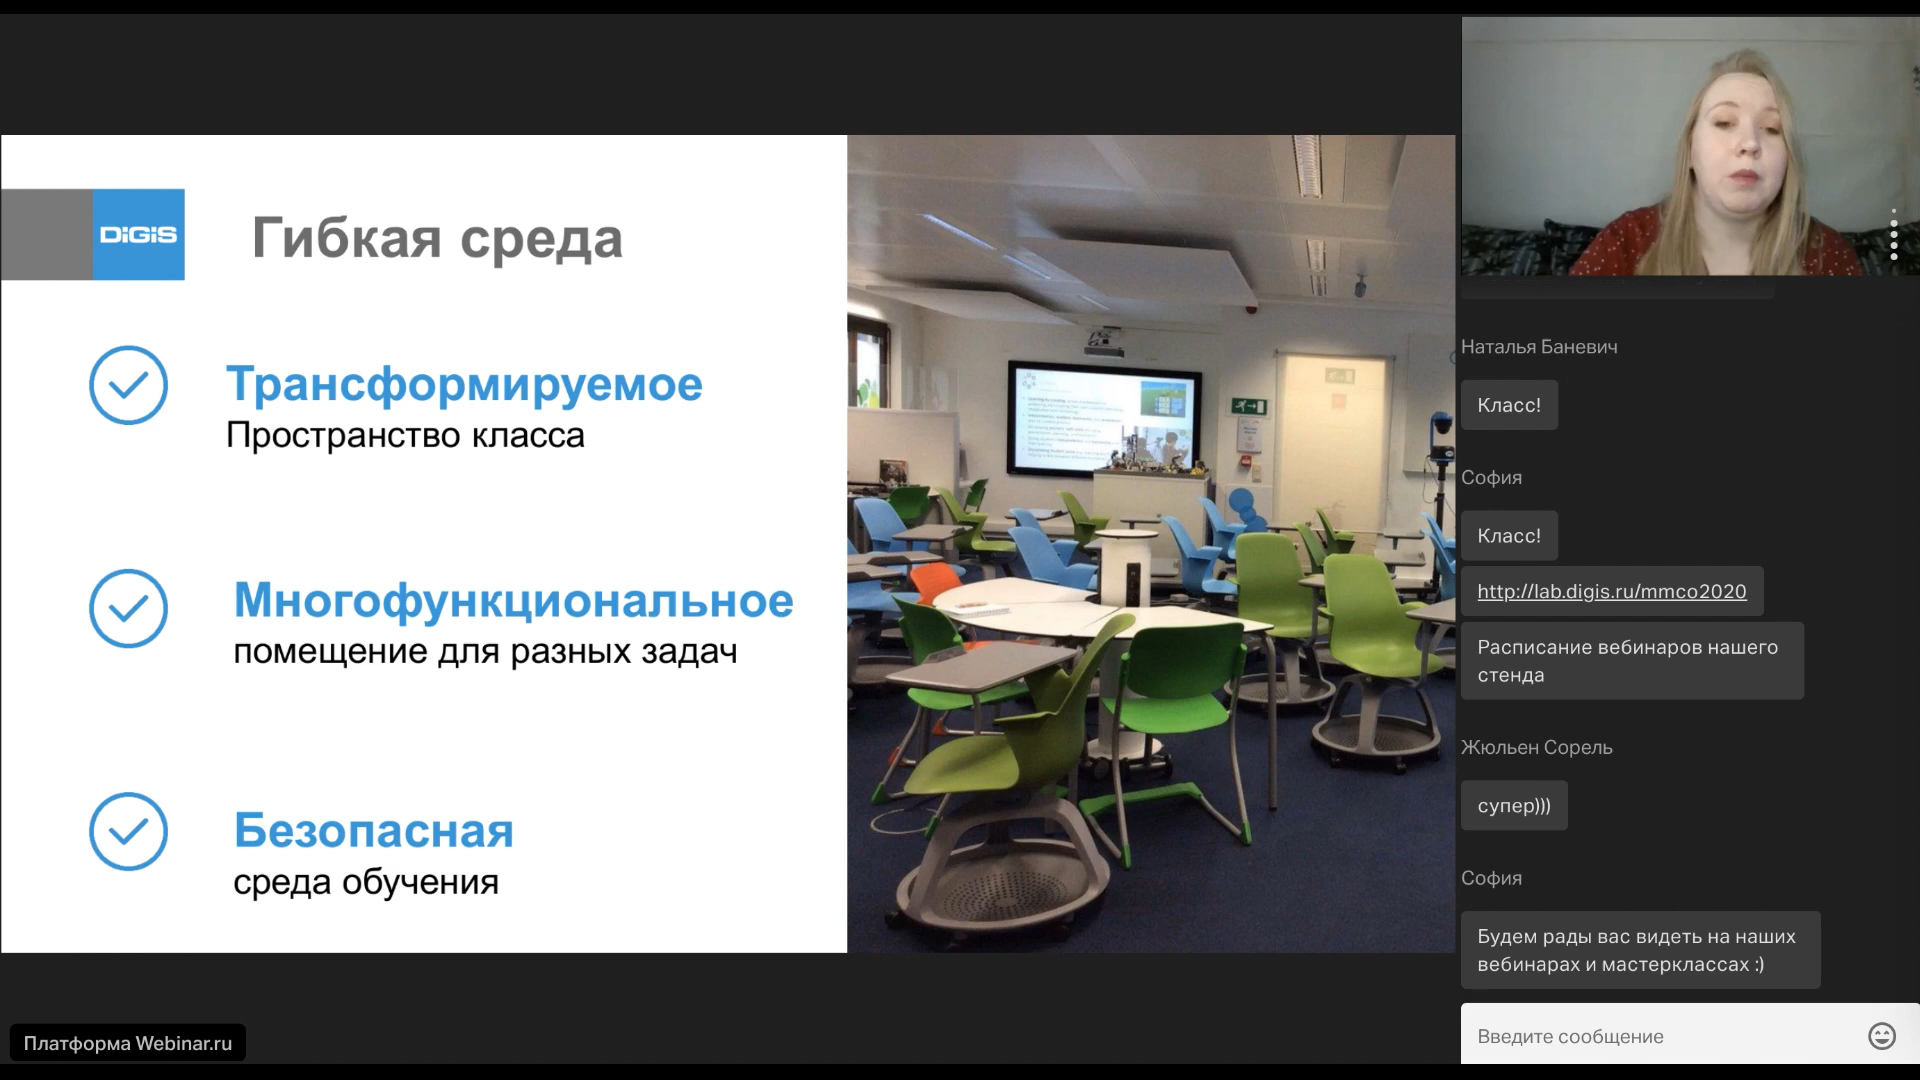 DiGiS
Гибкая среда
Трансформируемое
Пространство класса
Многофункциональное
помещение для разных задач
Безопасная
среда обучения
Платформа Webinar.ru
Наталья Баневич
Класс!
София
Класс!
http://lab.digis.ru/mmco2020
Расписание вебинаров нашего
стенда
Жюльен Сорель
супер)))
София
Будем рады вас видеть на наших
вебинарах и мастерклассах :)
Введите сообщение